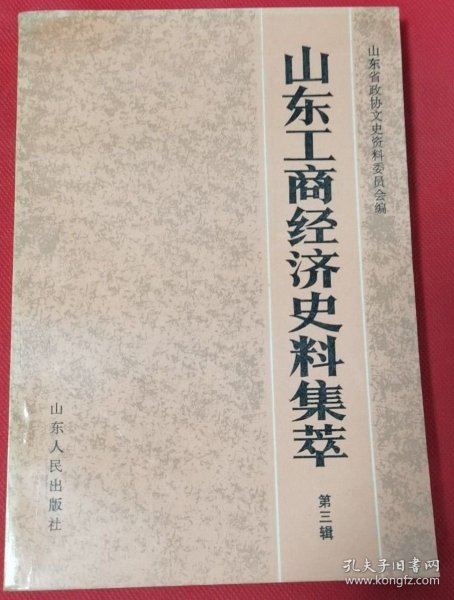 山东省政协文史资料委员会编
山东工商经济史料集萃
第三辑
山东人民出版社
孔夫子旧书网
www.kongfz.com